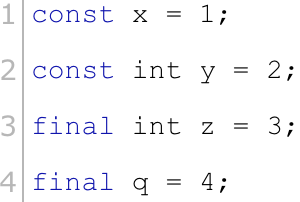 1 const x = 1;
2 const int y = 2;
3 final int z = 3;
4 final q = 4;